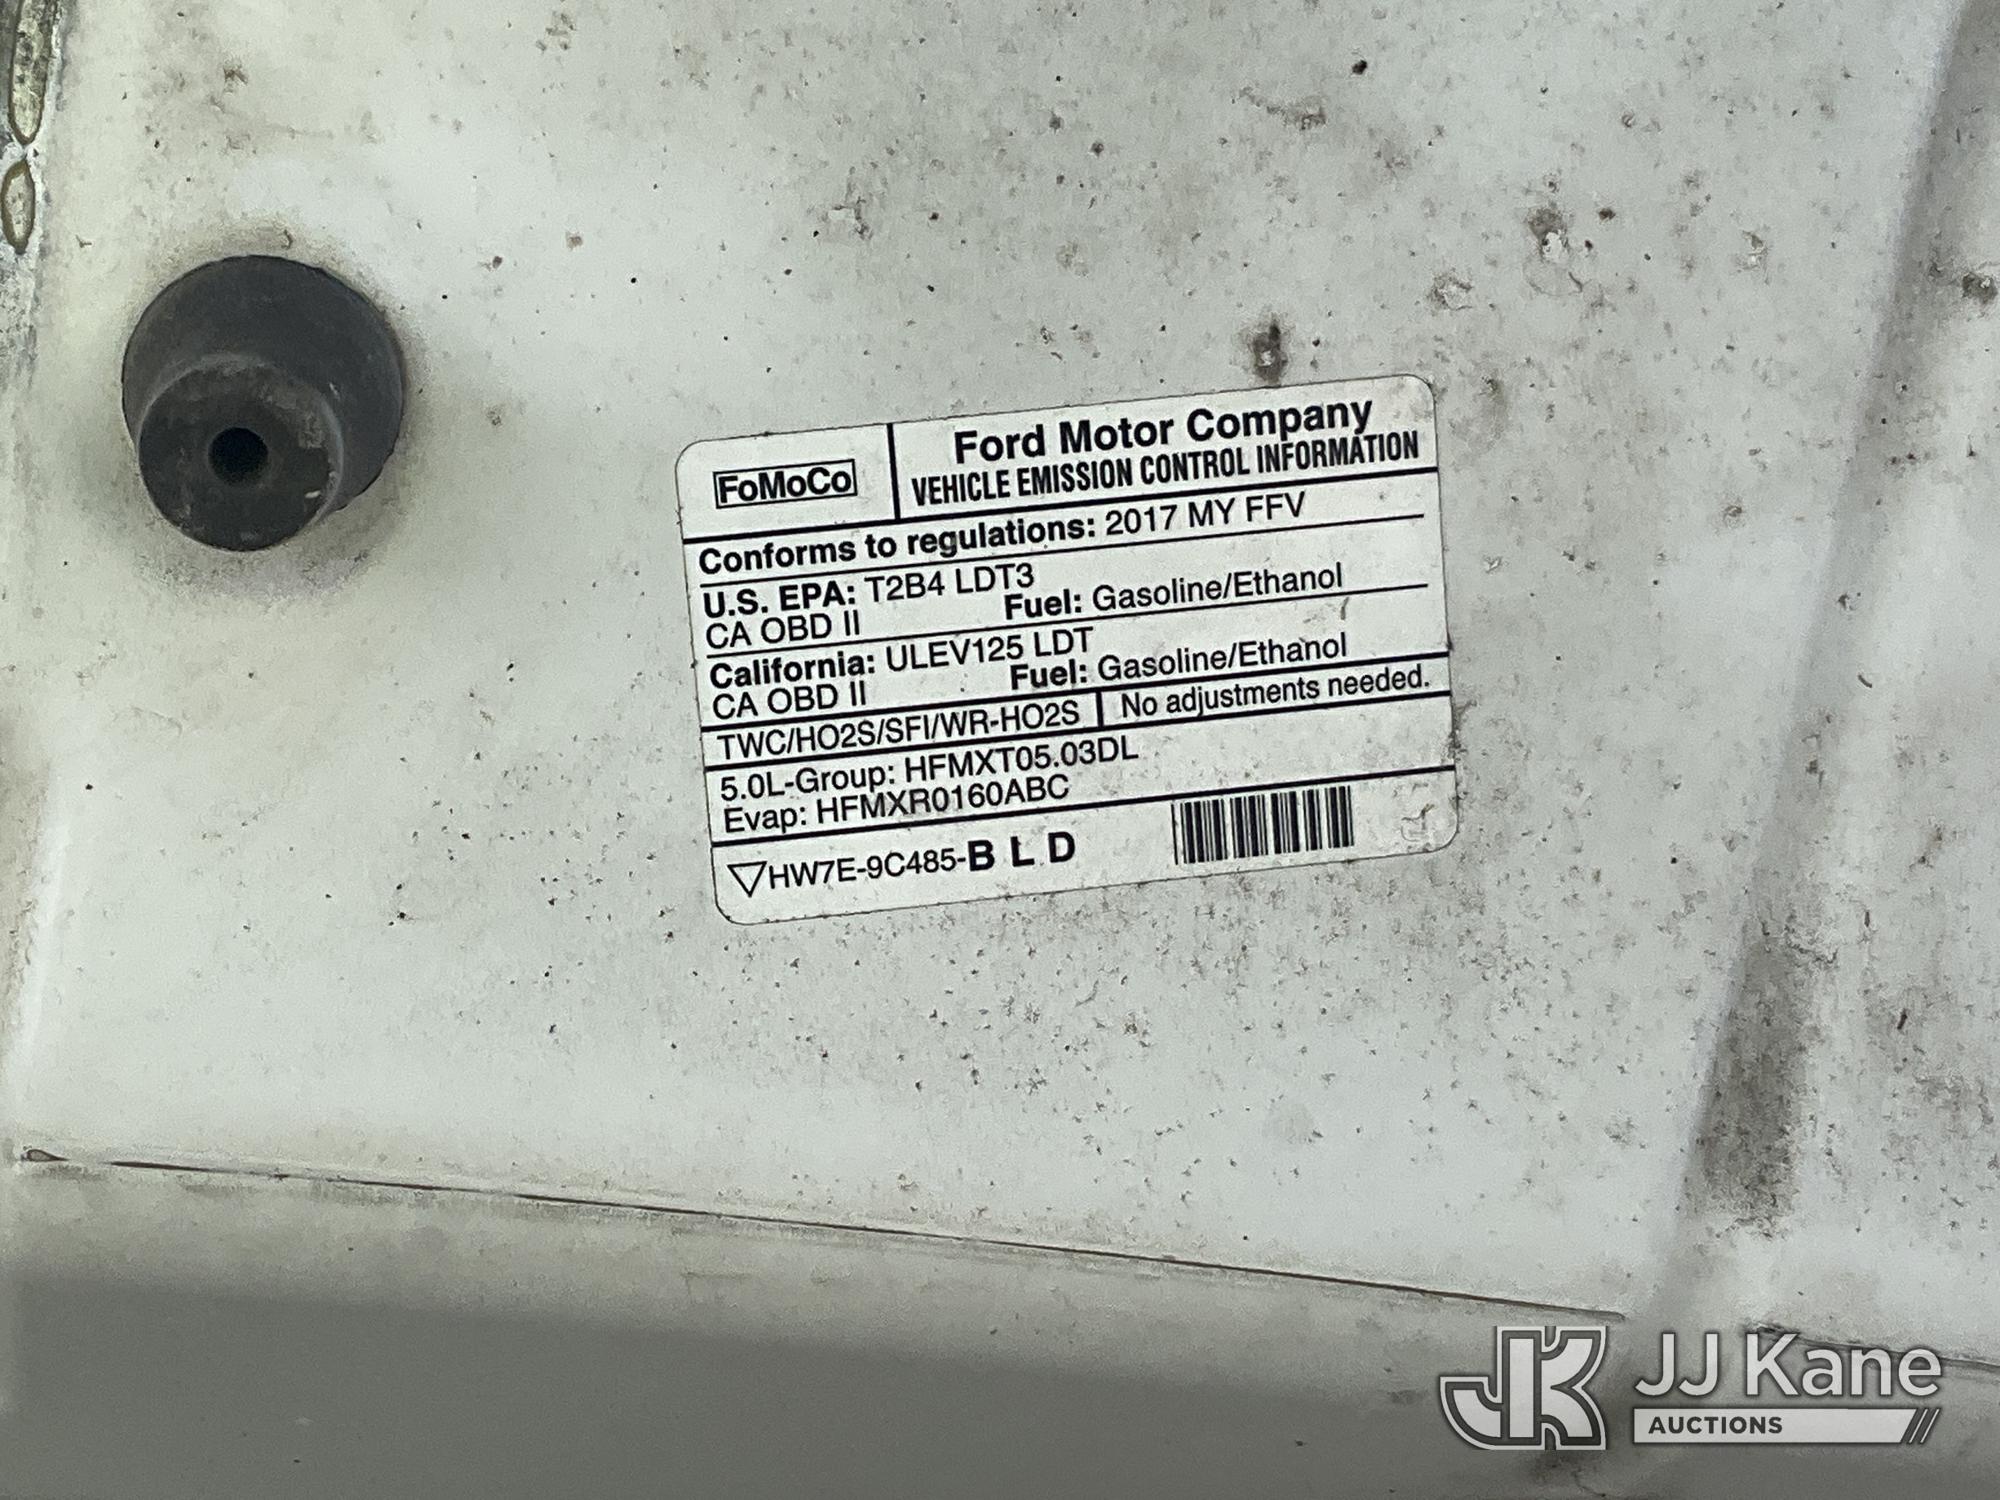 FoMoCo
Ford Motor Company
VEHICLE EMISSION CONTROL INFORMATION
Conforms to regulations: 2017 MY FFV
U.S. EPA: T2B4 LDT3
CA OBD II Fuel: Gasoline/Ethanol
California: ULEV125 LDT
CA OBD II Fuel: Gasoline/Ethanol
TWC/HO2S/SFI/WR-HO2S No adjustments needed.
5.0L-Group: HFMXT05.03DL
Evap: HFMXR0160ABC
HW7E-9C485-B L D
JK JJ Kane
AUCTIONS